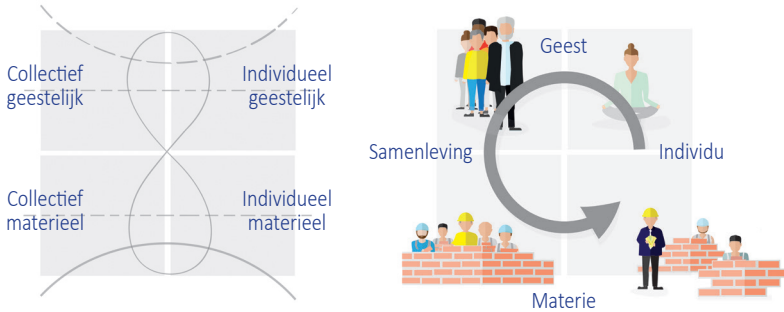 Collectief
geestelijk
Individueel
geestelijk
Collectief
materieel
Individueel
materieel
Geest
Samenleving
Individu
Materie